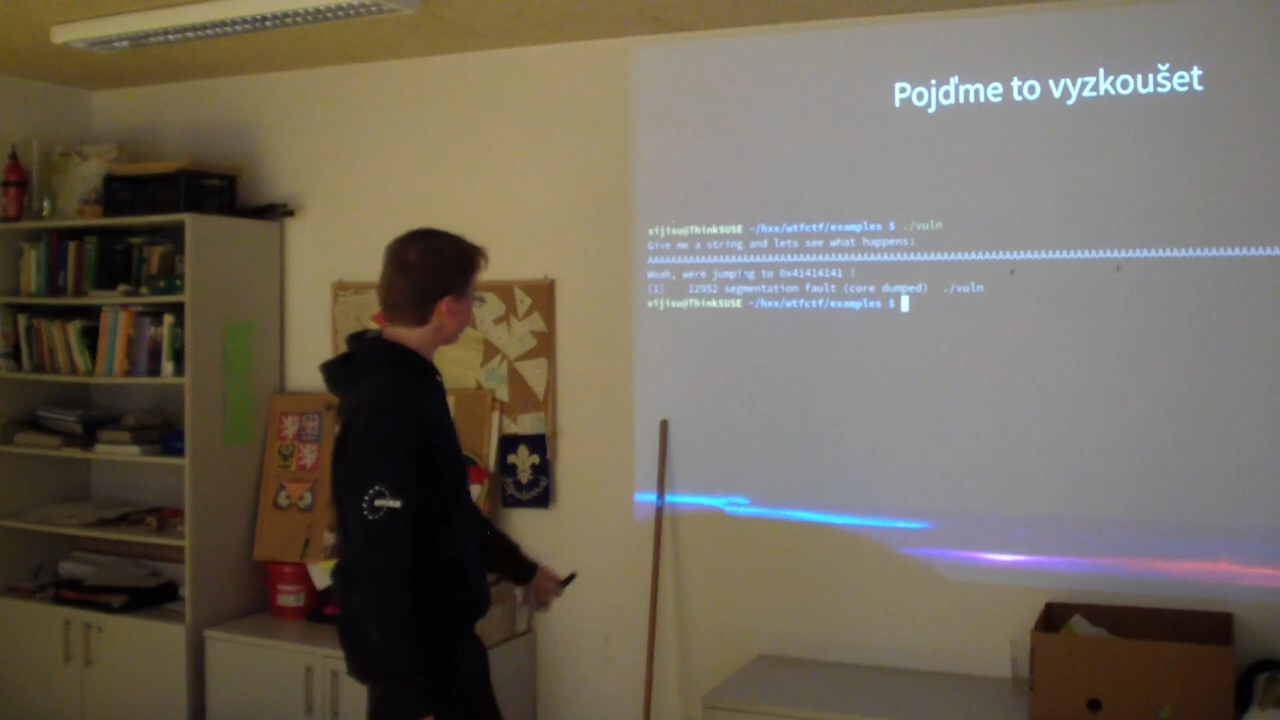 Pojďme to vyzkoušet
sijisu@ThinkSUSE ~/hxx/wtfctf/examples $ ./vuln
Give me a string and lets see what happens:
AAAAAAAAAAAAAAAAAAAAAAAAAAAAAAAAAAAAAAAAAAAAAAAAAAAAAAAAAAAAAAAAAAAAAAAAAAAAAAAAAAAAAAAAAAAAAAAAAAAA
Woah, were jumping to 0x41414141 !
[1] 12952 segmentation fault (core dumped) ./vuln
sijisu@ThinkSUSE ~/hxx/wtfctf/examples $